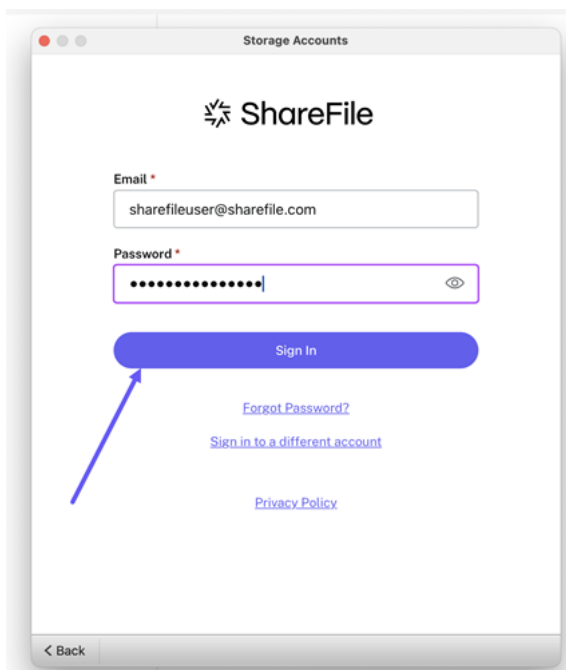 Storage Accounts
ShareFile
Email *
sharefileuser@sharefile.com
Password *
•••••••••••••••
Sign In
Forgot Password?
Sign in to a different account
Privacy Policy
< Back